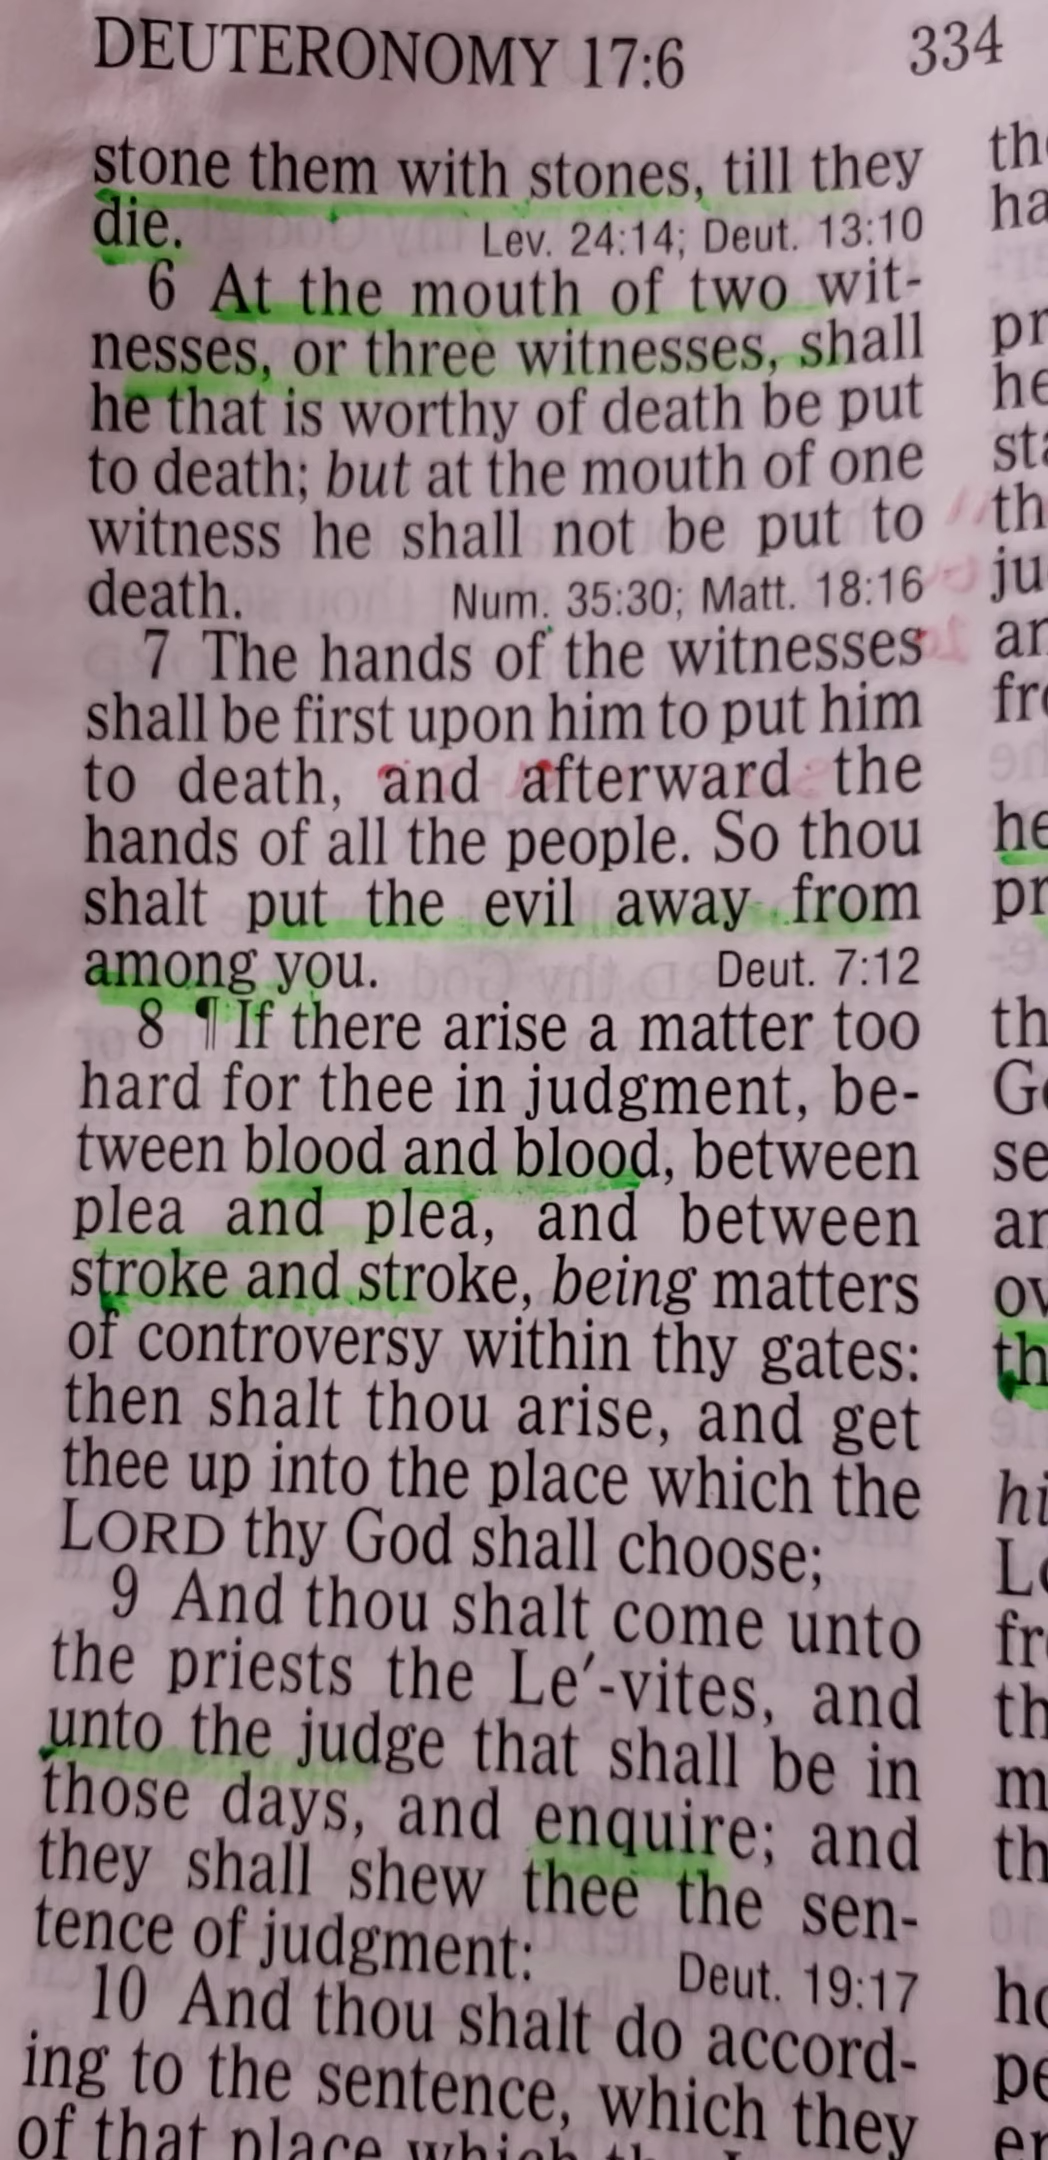 DEUTERONOMY 17:6 334
stone them with stones, till they
die. Lev. 24:14; Deut. 13:10
6 At the mouth of two wit-
nesses, or three witnesses, shall
he that is worthy of death be put
to death; but at the mouth of one
witness he shall not be put to
death. Num. 35:30; Matt. 18:16
7 The hands of the witnesses
shall be first upon him to put him
to death, and afterward the
hands of all the people. So thou
shalt put the evil away from
among you. Deut. 7:12
8 ¶ If there arise a matter too
hard for thee in judgment, be-
tween blood and blood, between
plea and plea, and between
stroke and stroke, being matters
of controversy within thy gates:
then shalt thou arise, and get
thee up into the place which the
LORD thy God shall choose;
9 And thou shalt come unto
the priests the Le′-vites, and
unto the judge that shall be in
those days, and enquire; and
they shall shew thee the sen-
tence of judgment: Deut. 19:17
10 And thou shalt do accord-
ing to the sentence, which they
of that place which